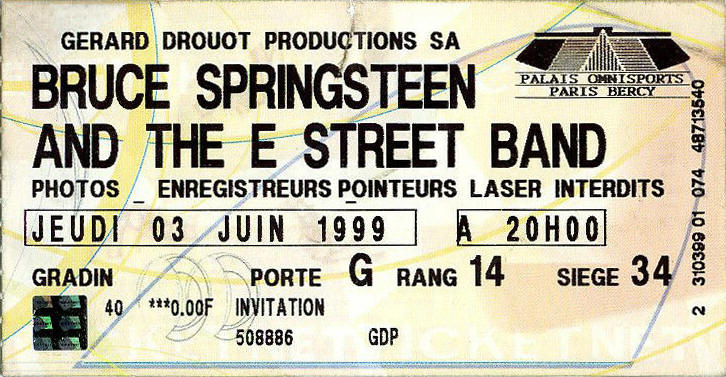 GERARD DROUOT PRODUCTIONS SA
BRUCE SPRINGSTEEN
AND THE E STREET BAND
PALAIS OMNISPORTS
PARIS BERCY
PHOTOS _ ENREGISTREURS POINTEURS LASER INTERDITS
JEUDI 03 JUIN 1999 A 20H00
GRADIN PORTE G RANG 14 SIEGE 34
40 ***0.00F INVITATION
508886 GDP
2 310399 01 074 48713540